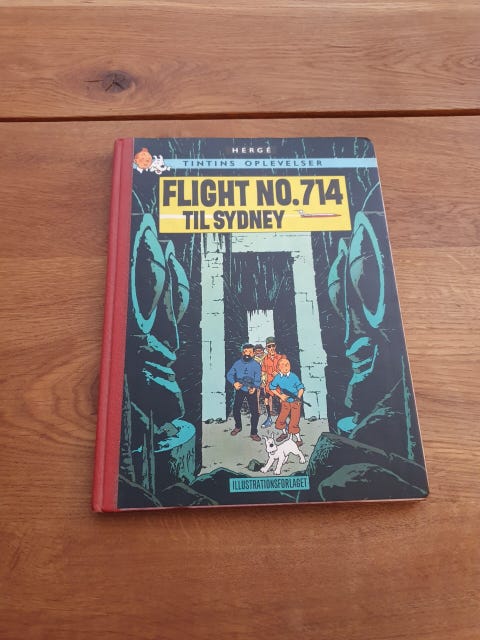 HERGÉ
TINTINS OPLEVELSER
FLIGHT NO.714
TIL SYDNEY
ILLUSTRATIONSFORLAGET